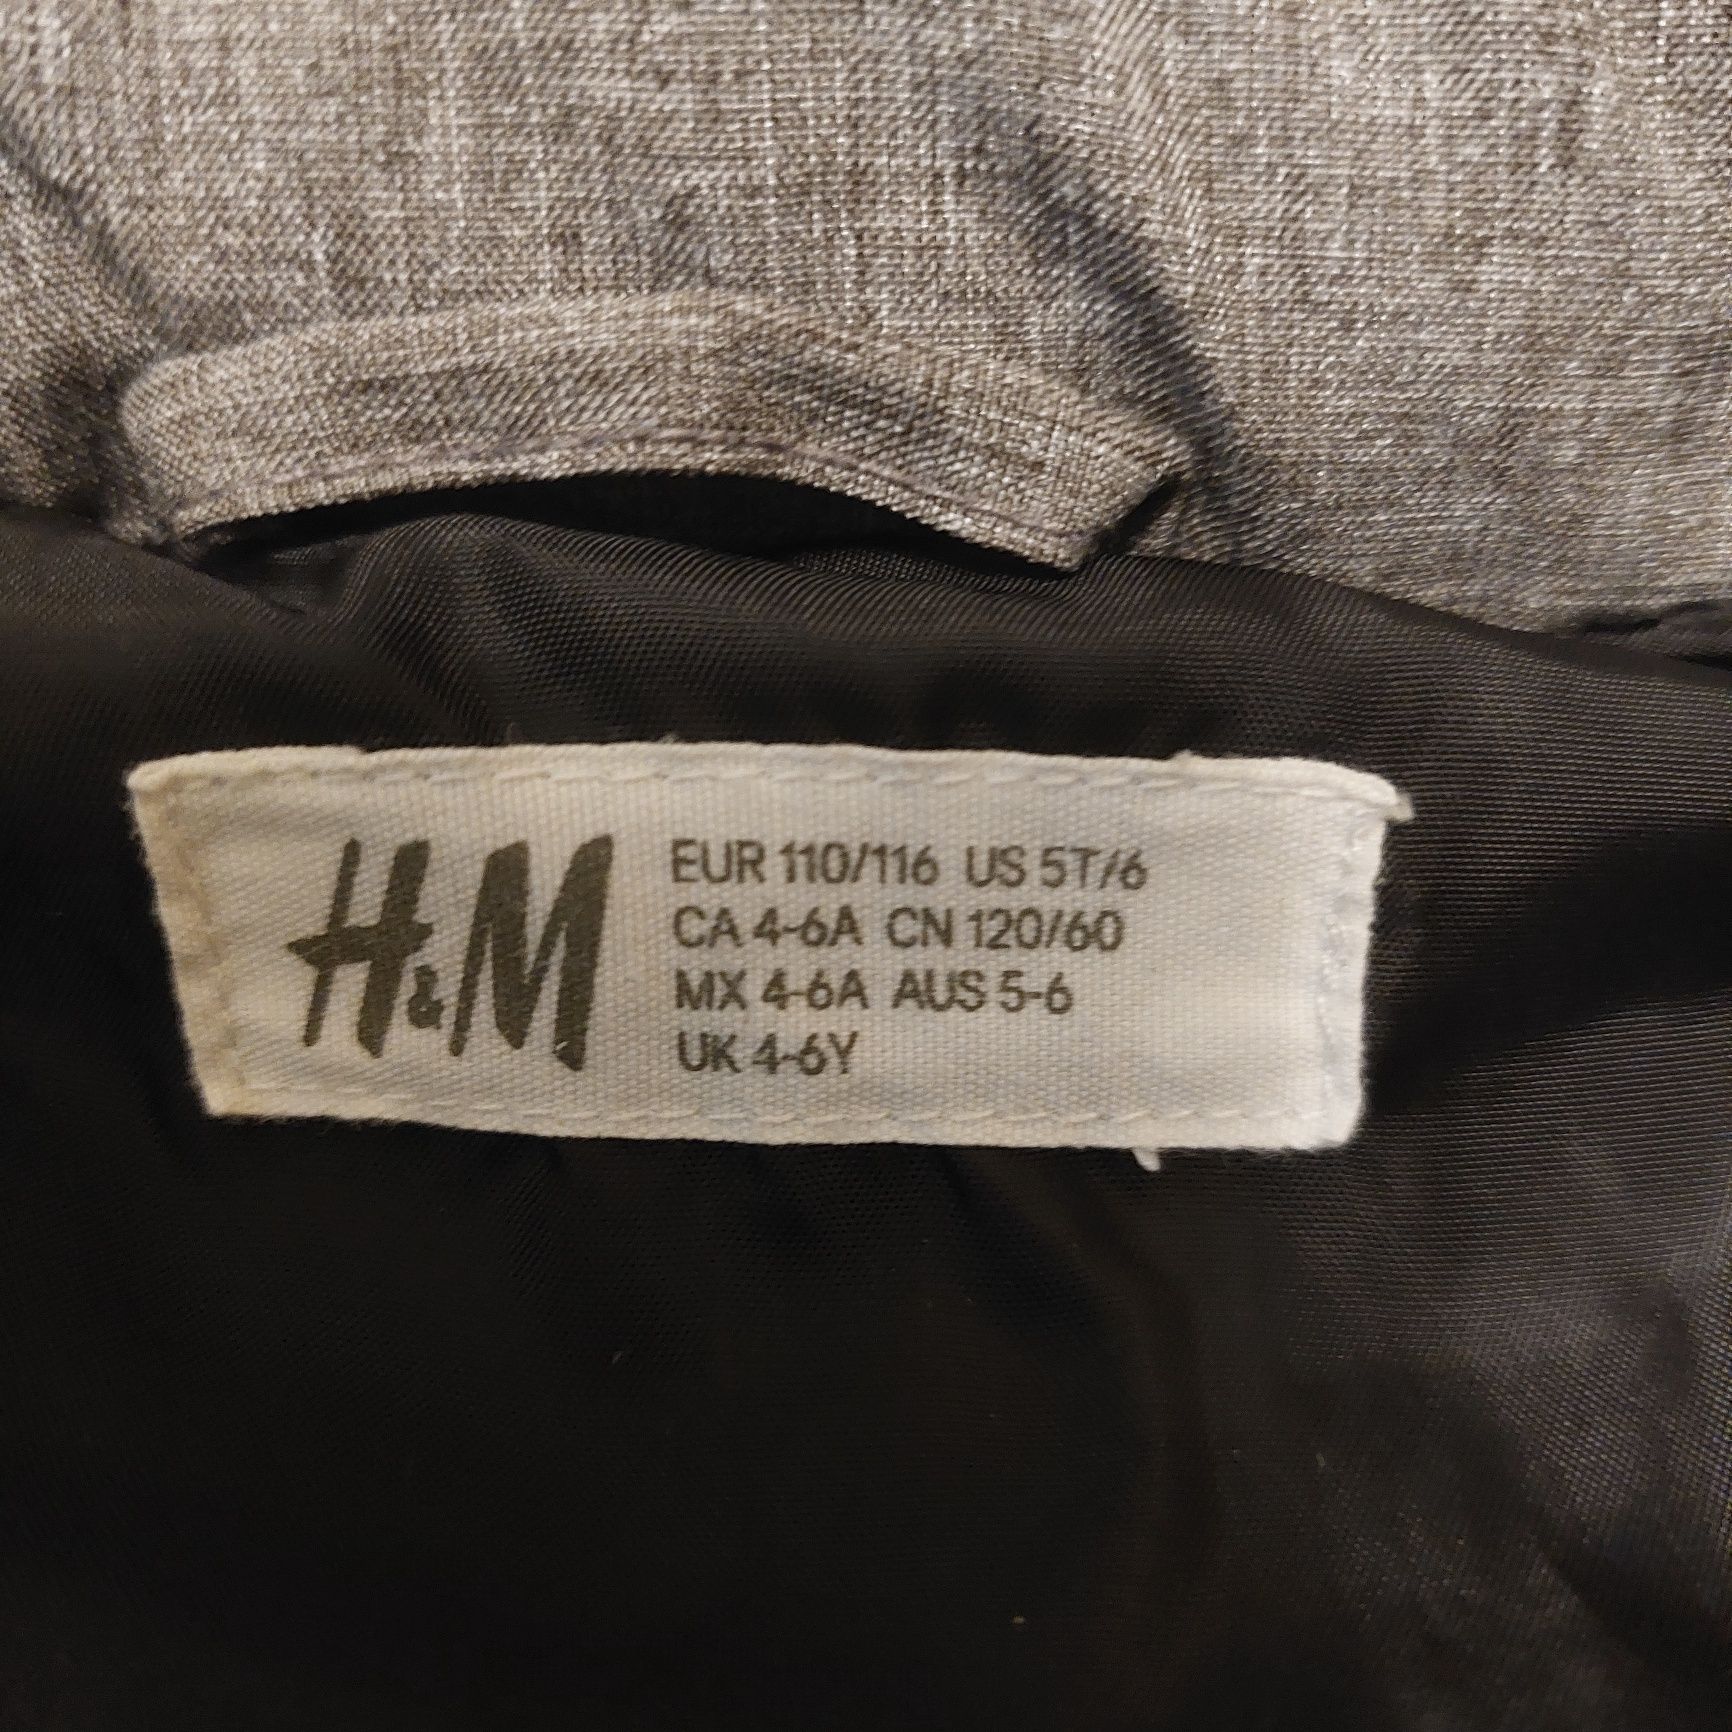 H&M
EUR 110/116 US 5T/6
CA 4-6A CN 120/60
MX 4-6A AUS 5-6
UK 4-6Y